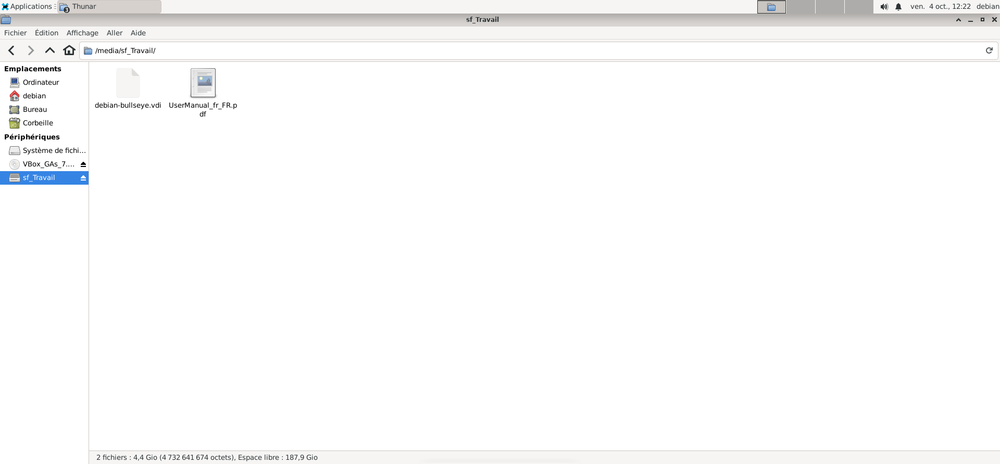 Applications
3
Thunar
ven. 4 oct., 12:22
debian
sf_Travail
Fichier
Édition
Affichage
Aller
Aide
/media/sf_Travail/
Emplacements
Ordinateur
debian
Bureau
Corbeille
Périphériques
Système de fichi...
VBox_GAs_7....
sf_Travail
debian-bullseye.vdi
UserManual_fr_FR.p
df
2 fichiers : 4,4 Gio (4 732 641 674 octets), Espace libre : 187,9 Gio